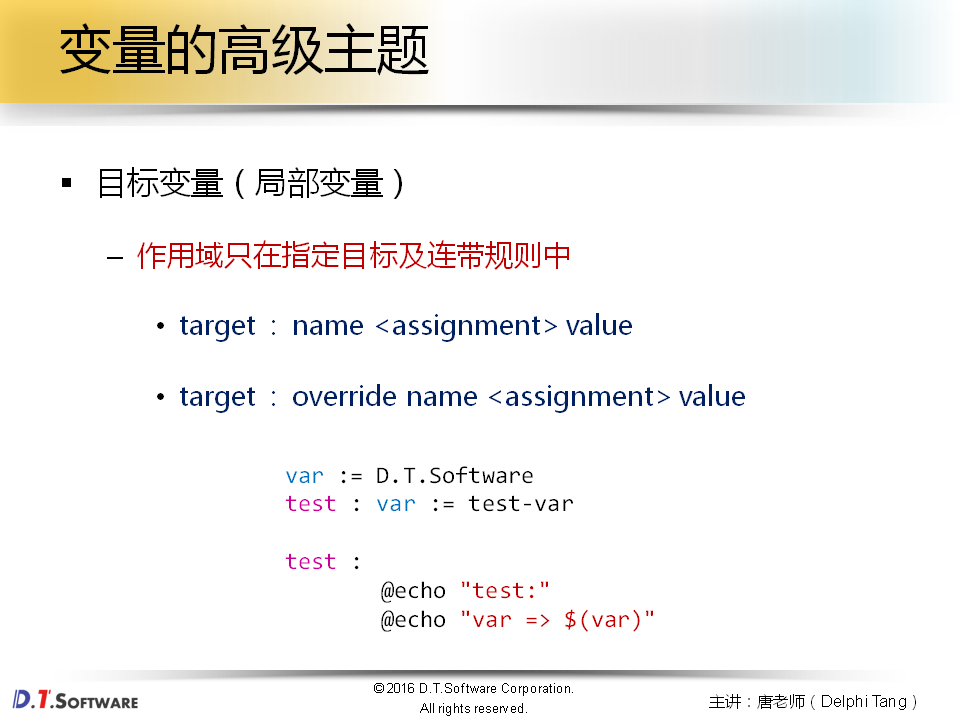 变量的高级主题
▪ 目标变量（局部变量）
– 作用域只在指定目标及连带规则中
• target : name <assignment> value
• target : override name <assignment> value
var := D.T.Software
test : var := test-var
test :
@echo "test:"
@echo "var => $(var)"
D.T.SOFTWARE
©2016 D.T.Software Corporation.
All rights reserved.
主讲：唐老师（Delphi Tang）